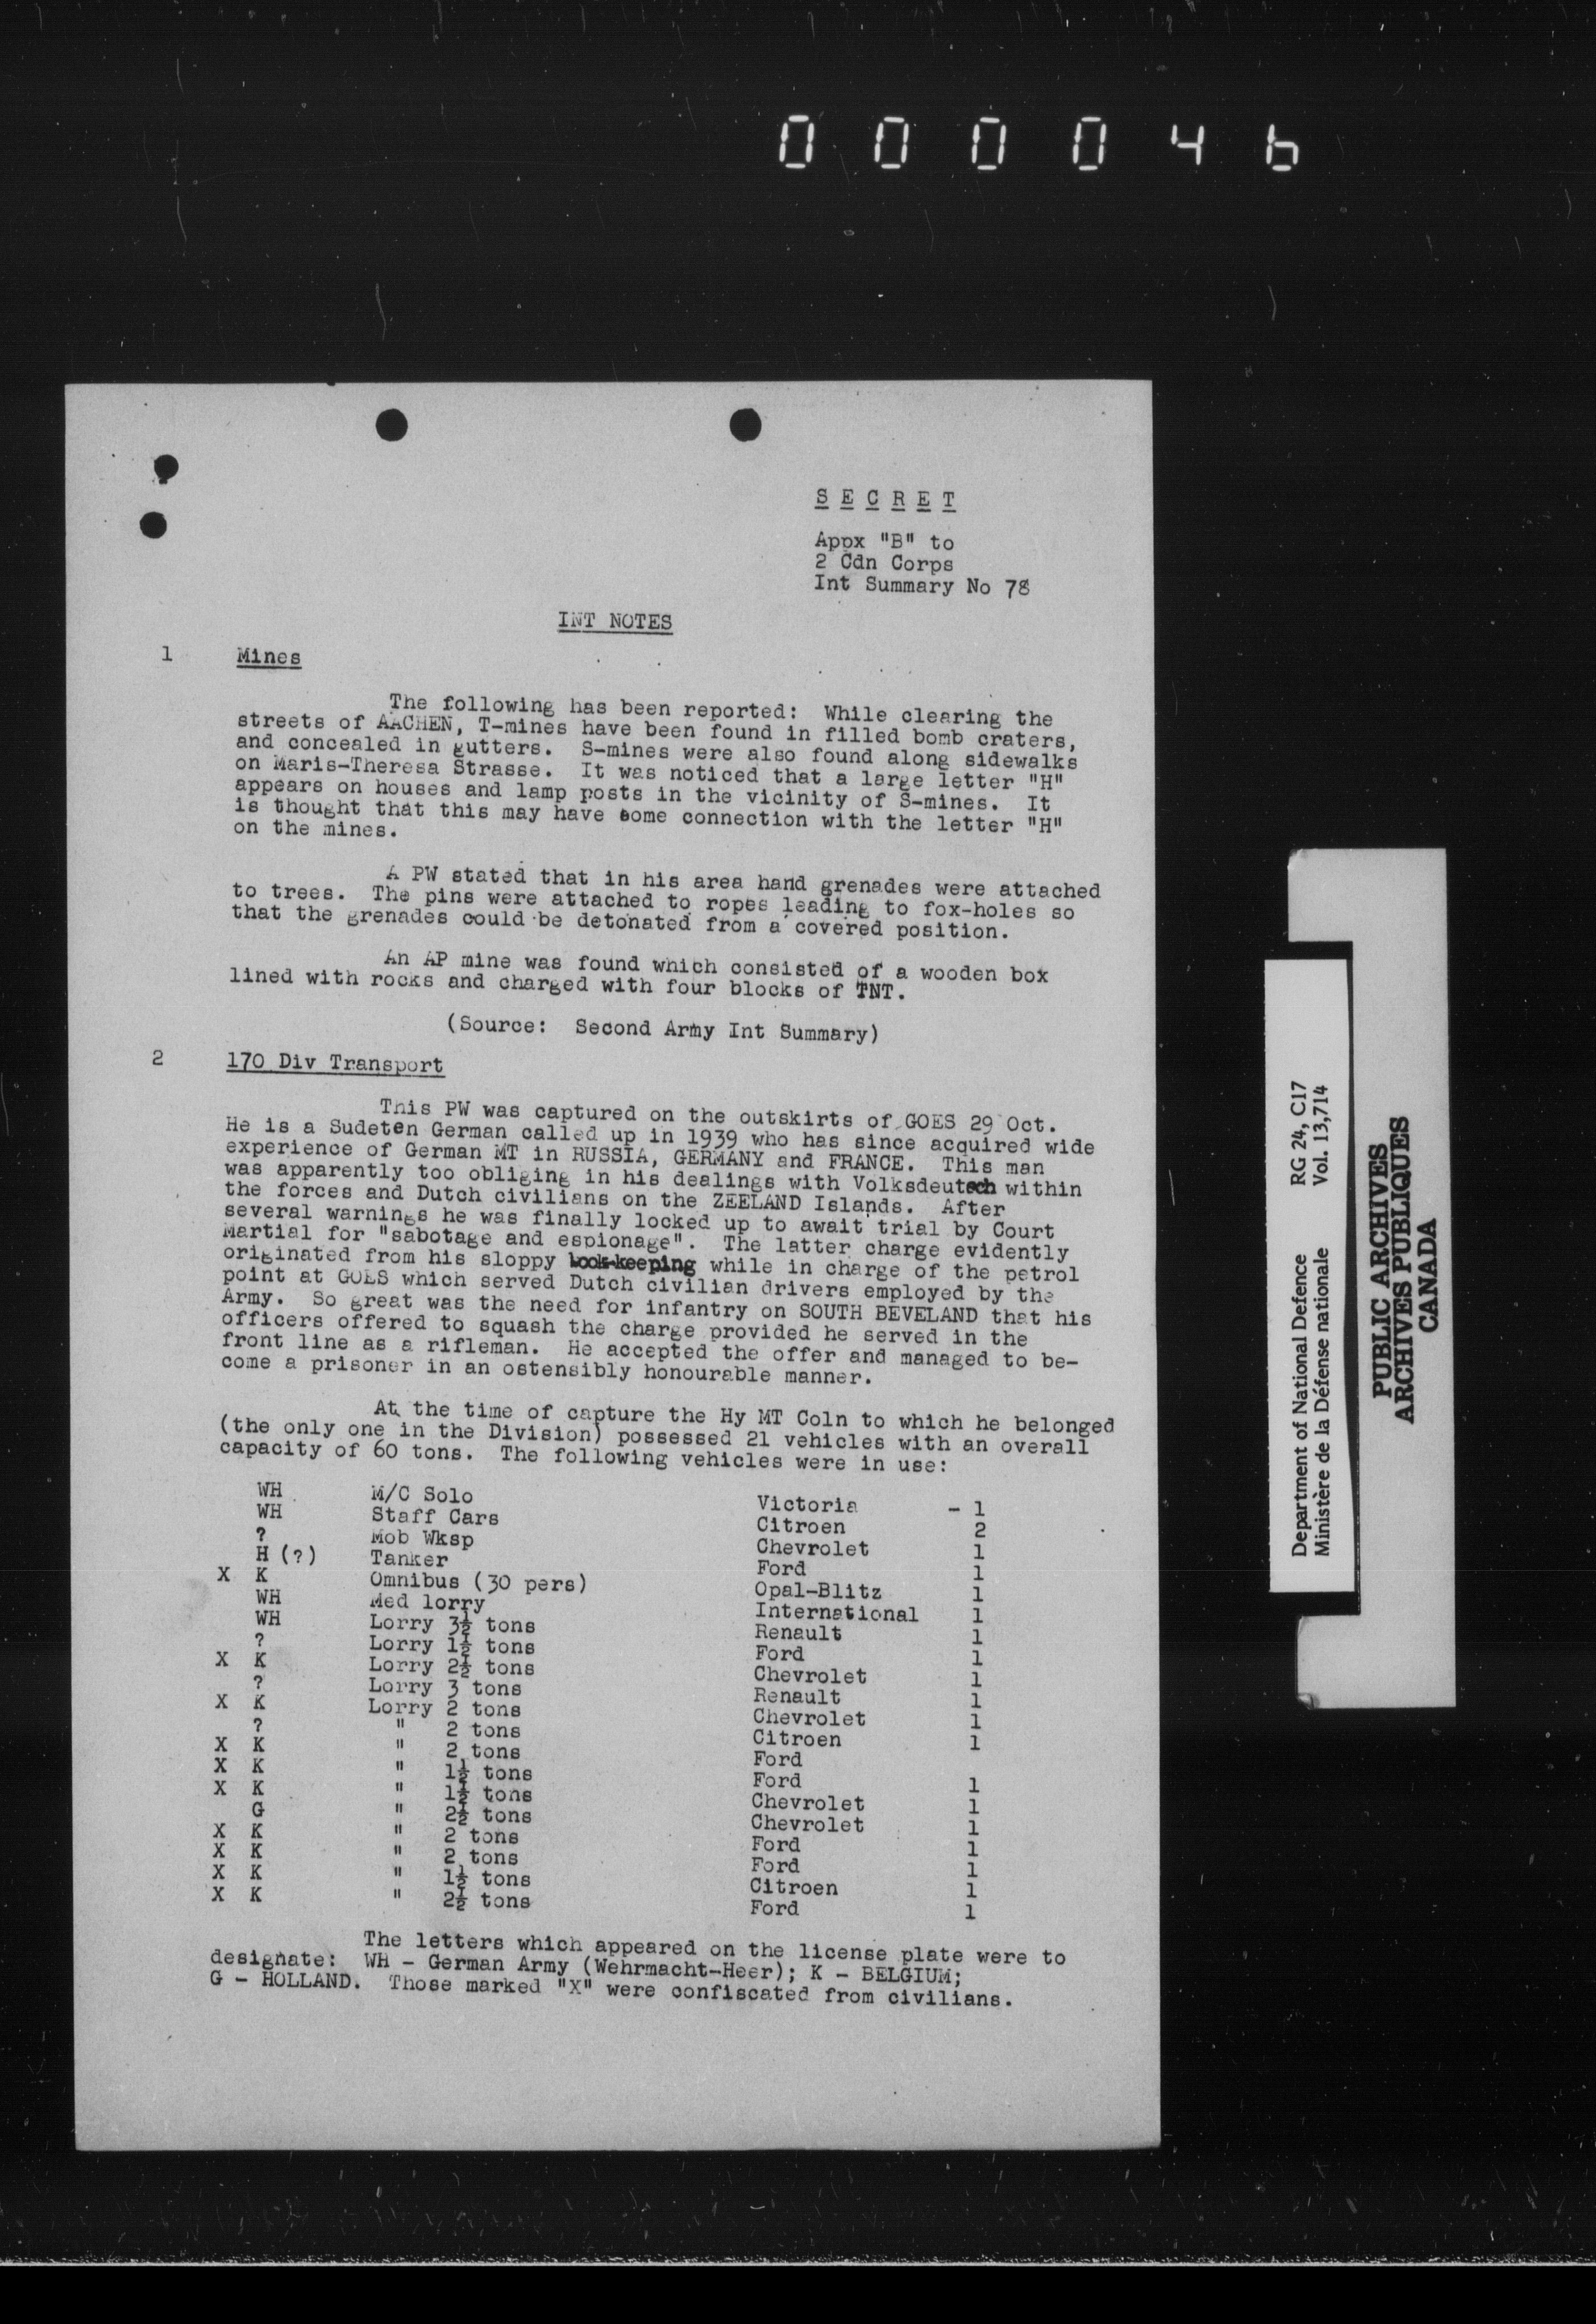 000046
S E C R E T
Appx "B" to
2 Cdn Corps
Int Summary No 78
INT NOTES
1 Mines
The following has been reported: While clearing the
streets of AACHEN, T-mines have been found in filled bomb craters,
and concealed in gutters. S-mines were also found along sidewalks
on Maris-Theresa Strasse. It was noticed that a large letter "H"
appears on houses and lamp posts in the vicinity of S-mines. It
is thought that this may have some connection with the letter "H"
on the mines.
A PW stated that in his area hand grenades were attached
to trees. The pins were attached to ropes leading to fox-holes so
that the grenades could be detonated from a covered position.
An AP mine was found which consisted of a wooden box
lined with rocks and charged with four blocks of TNT.
(Source: Second Army Int Summary)
2 170 Div Transport
This PW was captured on the outskirts of GOES 29 Oct.
He is a Sudeten German called up in 1939 who has since acquired wide
experience of German MT in RUSSIA, GERMANY and FRANCE. This man
was apparently too obliging in his dealings with Volksdeutsch within
the forces and Dutch civilians on the ZEELAND Islands. After
several warnings he was finally locked up to await trial by Court
Martial for "sabotage and espionage". The latter charge evidently
originated from his sloppy book-keeping while in charge of the petrol
point at GOES which served Dutch civilian drivers employed by the
Army. So great was the need for infantry on SOUTH BEVELAND that his
officers offered to squash the charge provided he served in the
front line as a rifleman. He accepted the offer and managed to be-
come a prisoner in an ostensibly honourable manner.
At the time of capture the Hy MT Coln to which he belonged
(the only one in the Division) possessed 21 vehicles with an overall
capacity of 60 tons. The following vehicles were in use:
WH M/C Solo Victoria - 1
WH Staff Cars Citroen 2
? Mob Wksp Chevrolet 1
H (?) Tanker Ford 1
X K Omnibus (30 pers) Opal-Blitz 1
WH Med lorry International 1
WH Lorry 3½ tons Renault 1
? Lorry 1½ tons Ford 1
X K Lorry 2½ tons Chevrolet 1
? Lorry 3 tons Renault 1
X K Lorry 2 tons Chevrolet 1
? " 2 tons Citroen 1
X K " 2 tons Ford
X K " 1½ tons Ford 1
X K " 1½ tons Chevrolet 1
G " 2½ tons Chevrolet 1
X K " 2 tons Ford 1
X K " 2 tons Ford 1
X K " 1½ tons Citroen 1
X K " 2½ tons Ford 1
The letters which appeared on the license plate were to
designate: WH - German Army (Wehrmacht-Heer); K - BELGIUM;
G - HOLLAND. Those marked "X" were confiscated from civilians.
Department of National Defence RG 24, C17
Ministère de la Défense nationale Vol. 13,714
PUBLIC ARCHIVES
ARCHIVES PUBLIQUES
CANADA